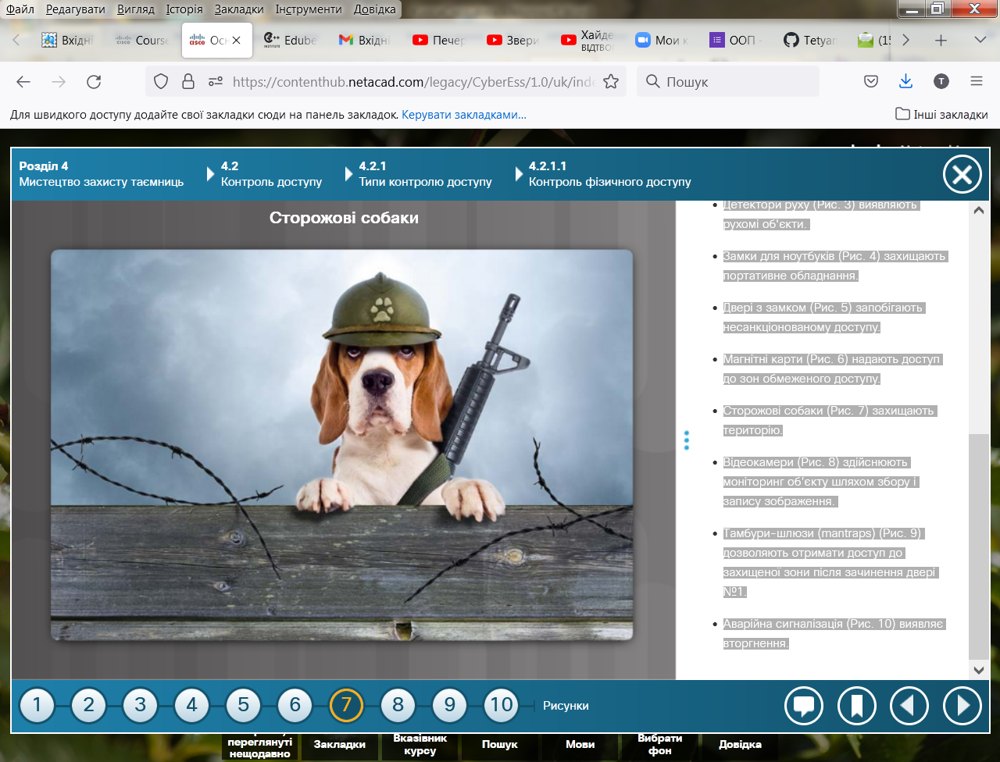 Файл Редагувати Вигляд Історія Закладки Інструменти Довідка
Вхідні Course Осн Edube Вхідні Печер Звери Хайде ВІДТВО Мои к ООП - Tetyan (15
https://contenthub.netacad.com/legacy/CyberEss/1.0/uk/inde Пошук T
Для швидкого доступу додайте свої закладки сюди на панель закладок. Керувати закладками... Інші закладки
Розділ 4 4.2 4.2.1 4.2.1.1
Мистецтво захисту таємниць Контроль доступу Типи контролю доступу Контроль фізичного доступу
Сторожові собаки
Детектори руху (Рис. 3) виявляють
рухомі об'єкти.
Замки для ноутбуків (Рис. 4) захищають
портативне обладнання.
Двері з замком (Рис. 5) запобігають
несанкціонованому доступу.
Магнітні карти (Рис. 6) надають доступ
до зон обмеженого доступу.
Сторожові собаки (Рис. 7) захищають
територію.
Відеокамери (Рис. 8) здійснюють
моніторинг об'єкту шляхом збору і
запису зображення.
Тамбури-шлюзи (mantraps) (Рис. 9)
дозволяють отримати доступ до
захищеної зони після зачинення двері
№1.
Аварійна сигналізація (Рис. 10) виявляє
вторгнення.
1 2 3 4 5 6 7 8 9 10 Рисунки
переглянуті
нещодавно
Закладки
Вказівник
курсу
Пошук
Мови
Вибрати
фон
Довідка